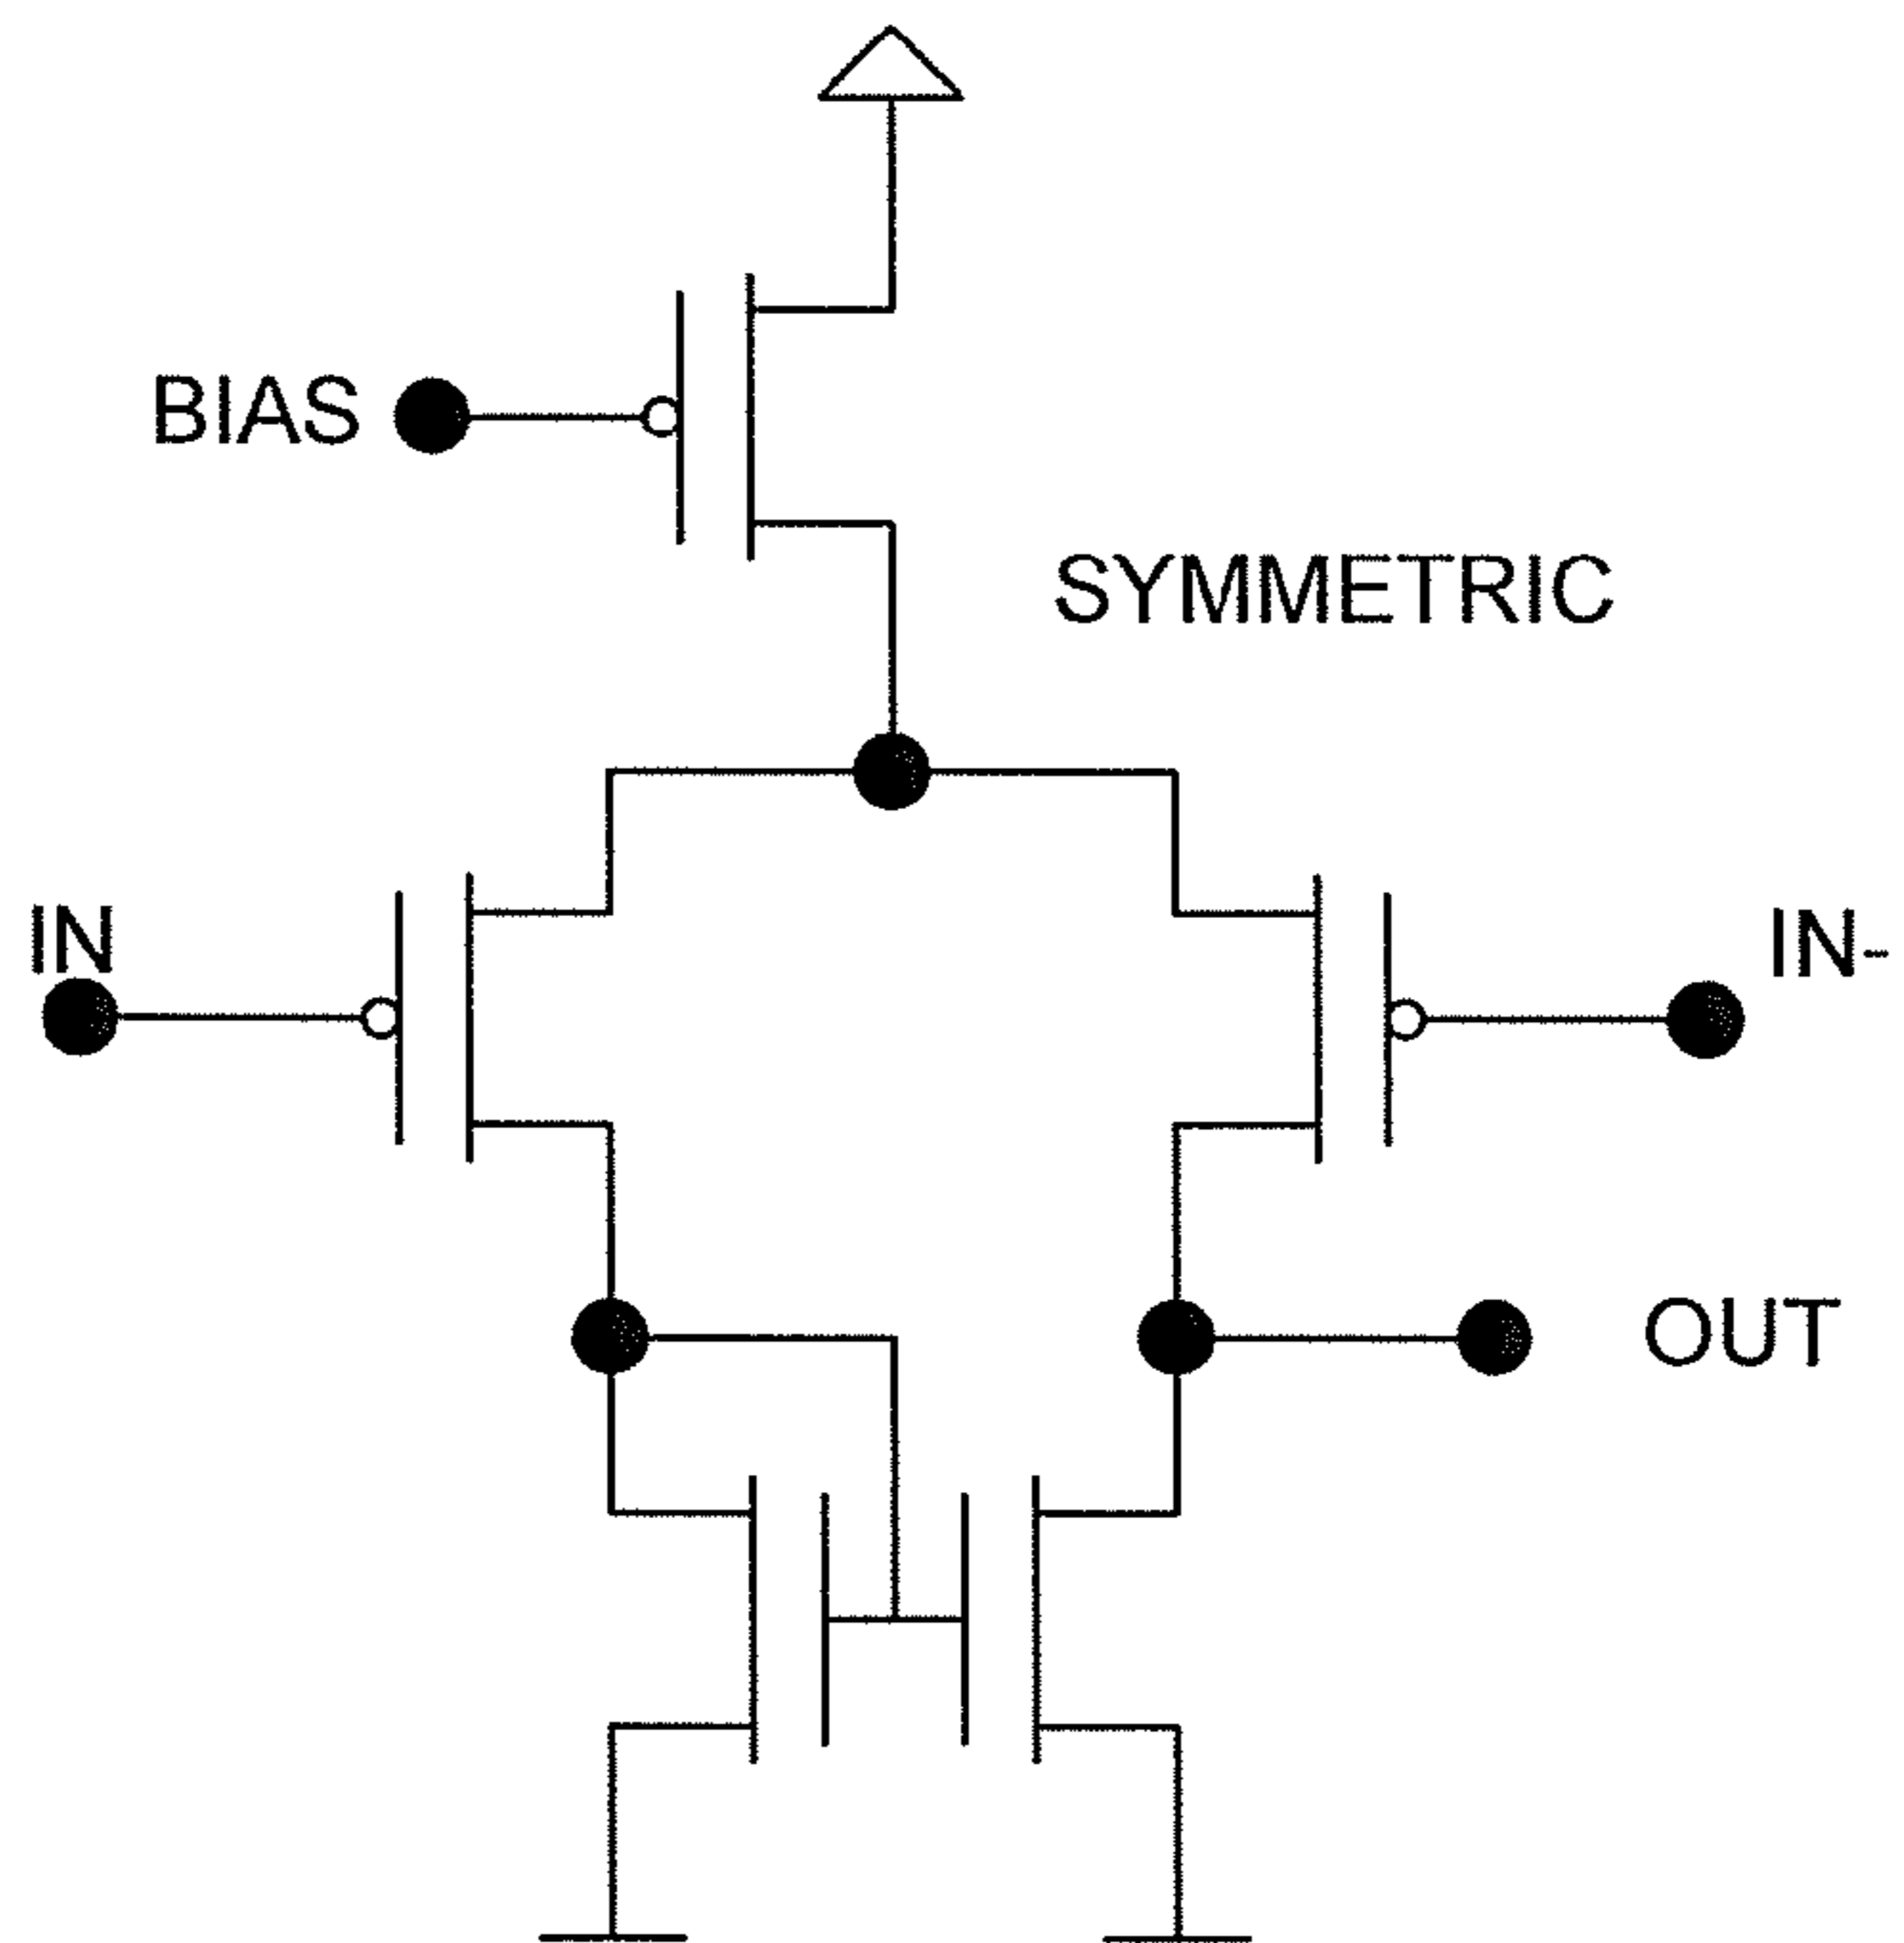 BIAS
SYMMETRIC
IN
IN-
OUT